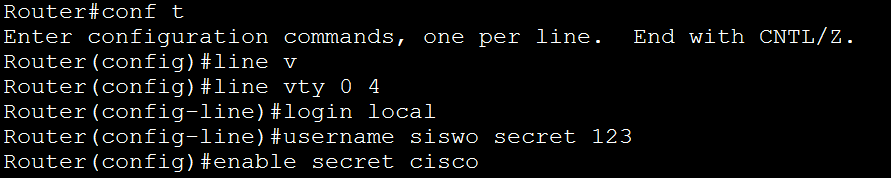 Router#conf t
Enter configuration commands, one per line.  End with CNTL/Z.
Router(config)#line v
Router(config)#line vty 0 4
Router(config-line)#login local
Router(config-line)#username siswo secret 123
Router(config)#enable secret cisco